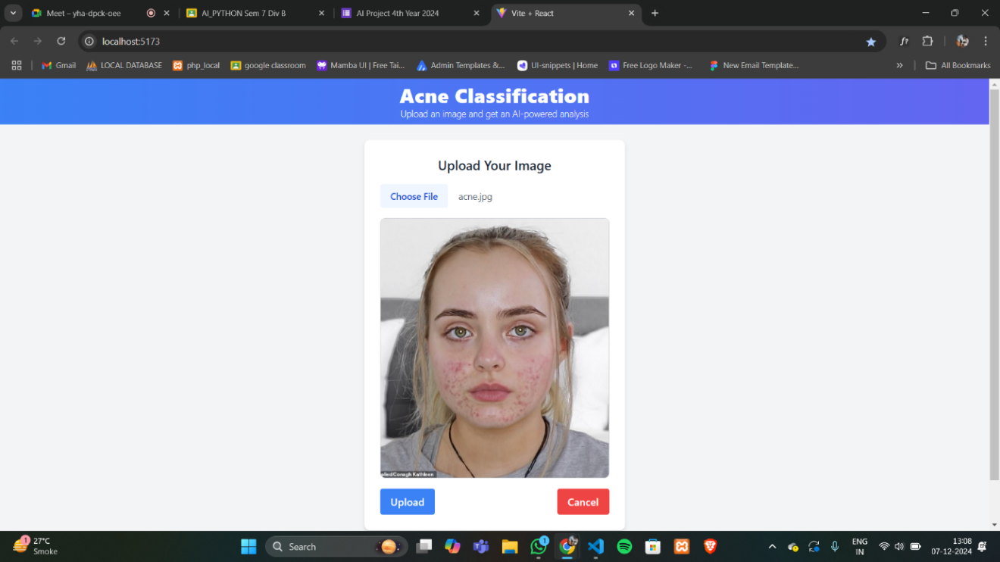 Meet – yha-dpck-oee
AI_PYTHON Sem 7 Div B
AI Project 4th Year 2024
Vite + React
localhost:5173
f?
Gmail
LOCAL DATABASE
php_local
google classroom
Mamba UI | Free Tai...
Admin Templates &...
UI-snippets | Home
Free Logo Maker -...
New Email Template...
»
All Bookmarks
Acne Classification
Upload an image and get an AI-powered analysis
Upload Your Image
Choose File
acne.jpg
Conagh Kathleen
Upload
Cancel
1
27°C
Smoke
Search
1
ENG
IN
13:08
07-12-2024